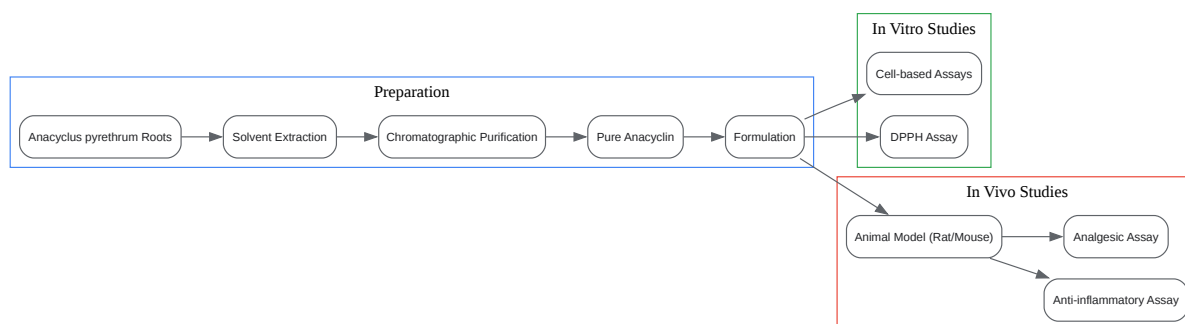 In Vitro Studies
Cell-based Assays
Preparation
Anacyclus pyrethrum Roots
Solvent Extraction
Chromatographic Purification
Pure Anacyclin
Formulation
DPPH Assay
In Vivo Studies
Animal Model (Rat/Mouse)
Analgesic Assay
Anti-inflammatory Assay